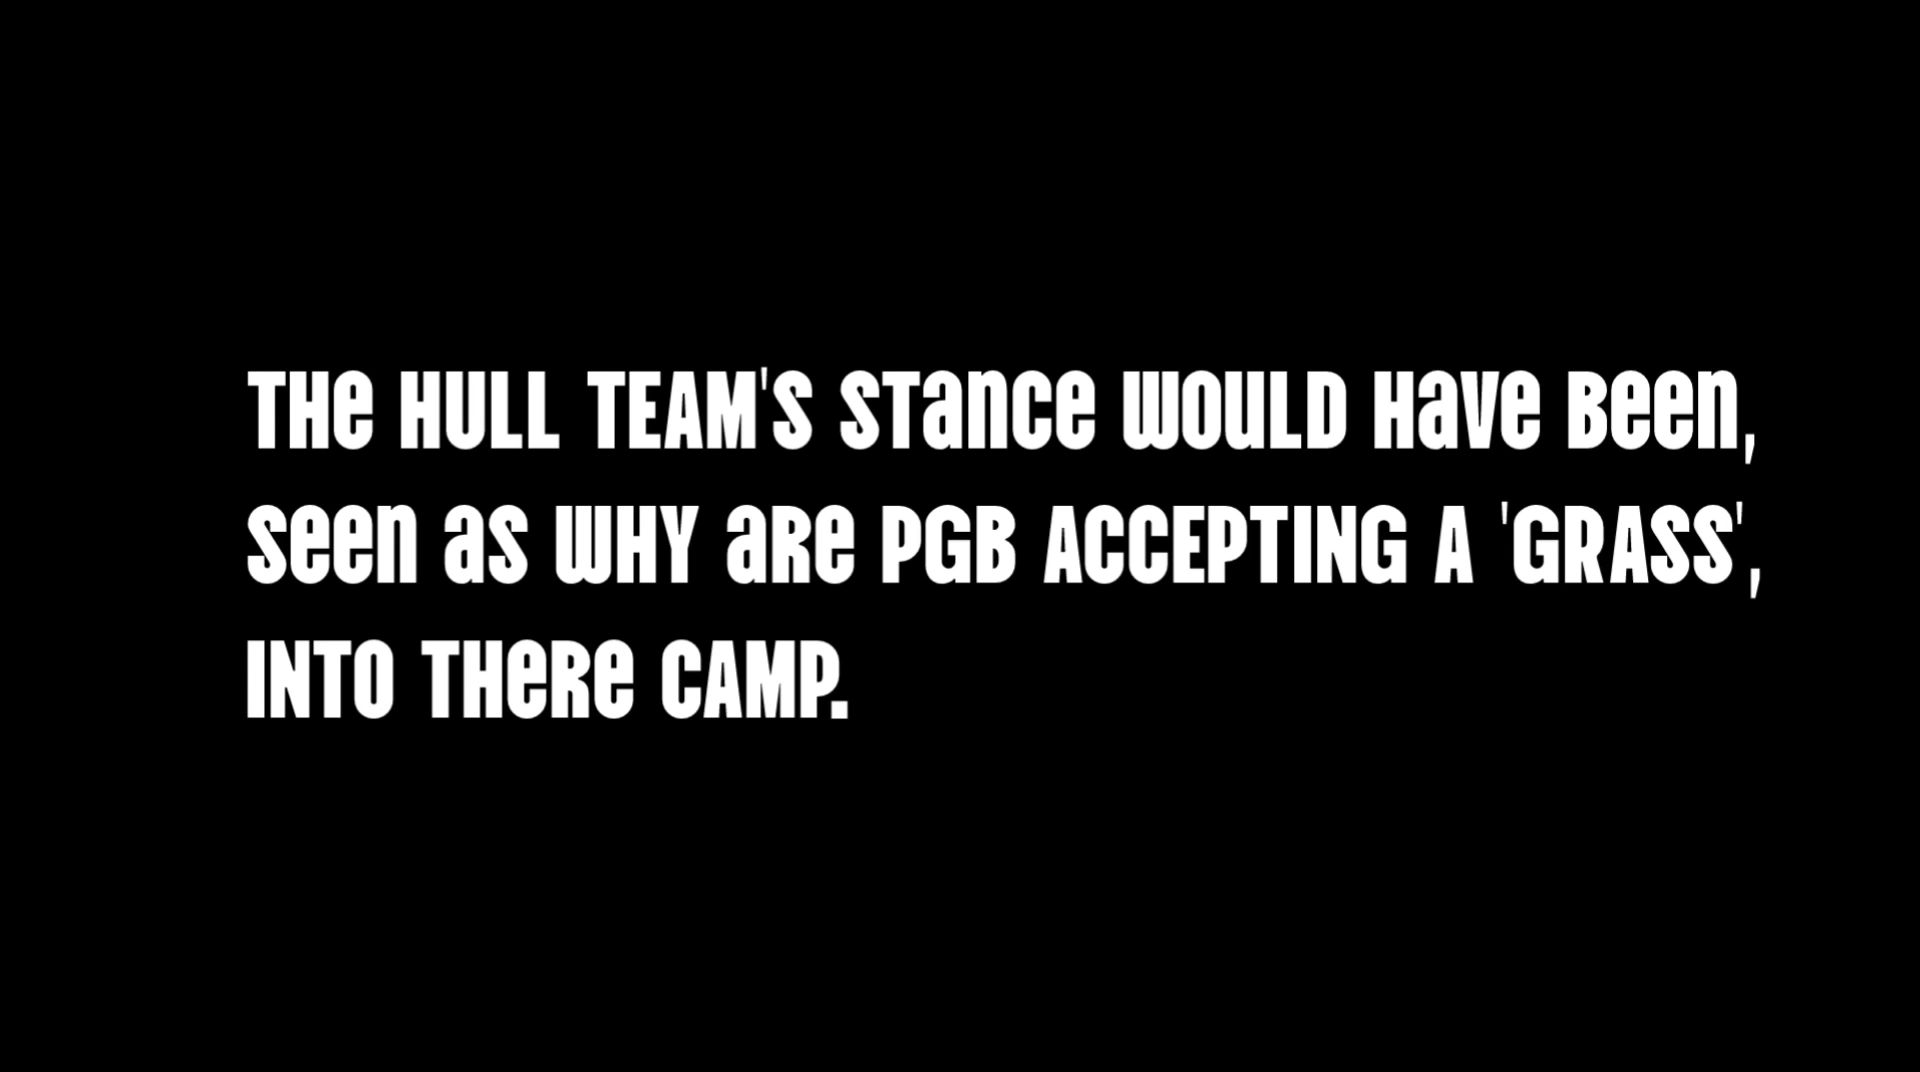 THe HULL TEAM'S STance WOULD Have Been,
seen as WHY are PGB ACCEPTING A 'GRASS',
INTO THere CAMP.